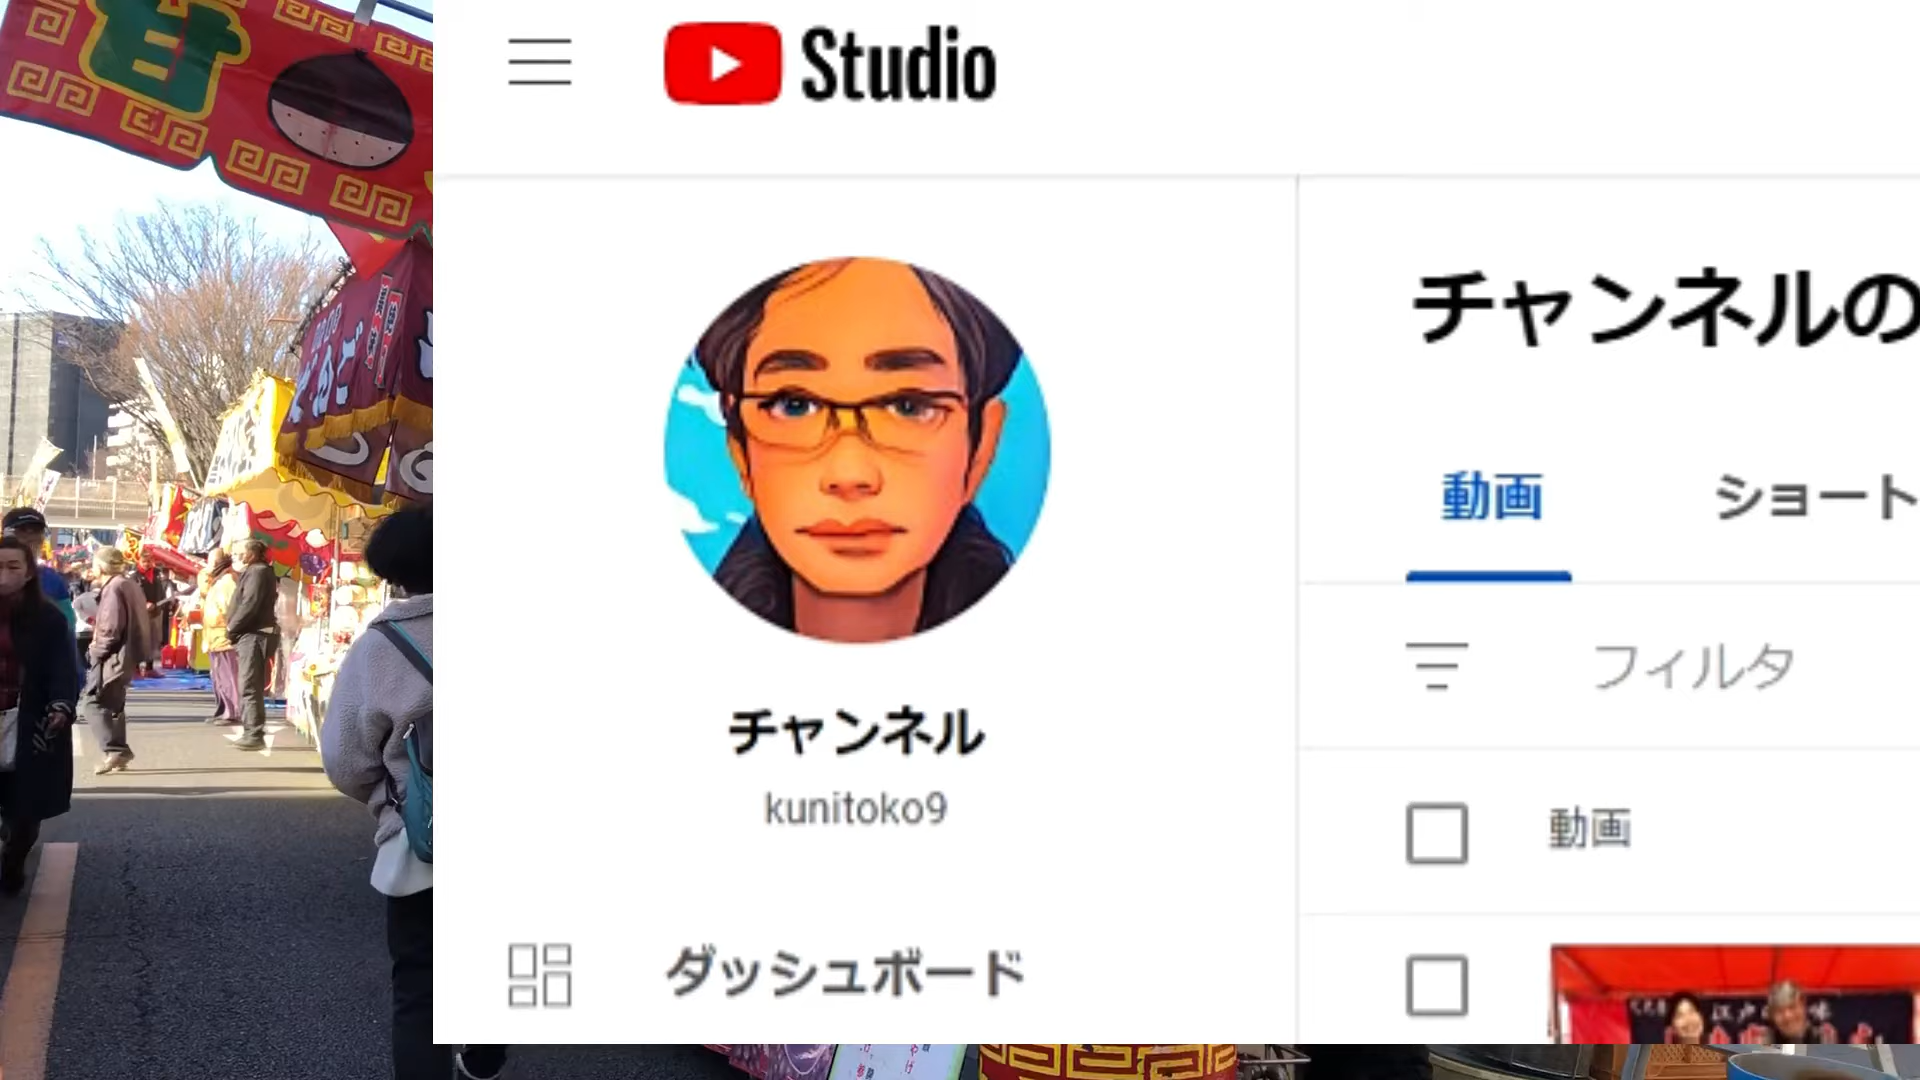 甘
Studio
チャンネルの
動画
ショート
フィルタ
チャンネル
kunitoko9
動画
ダッシュボード